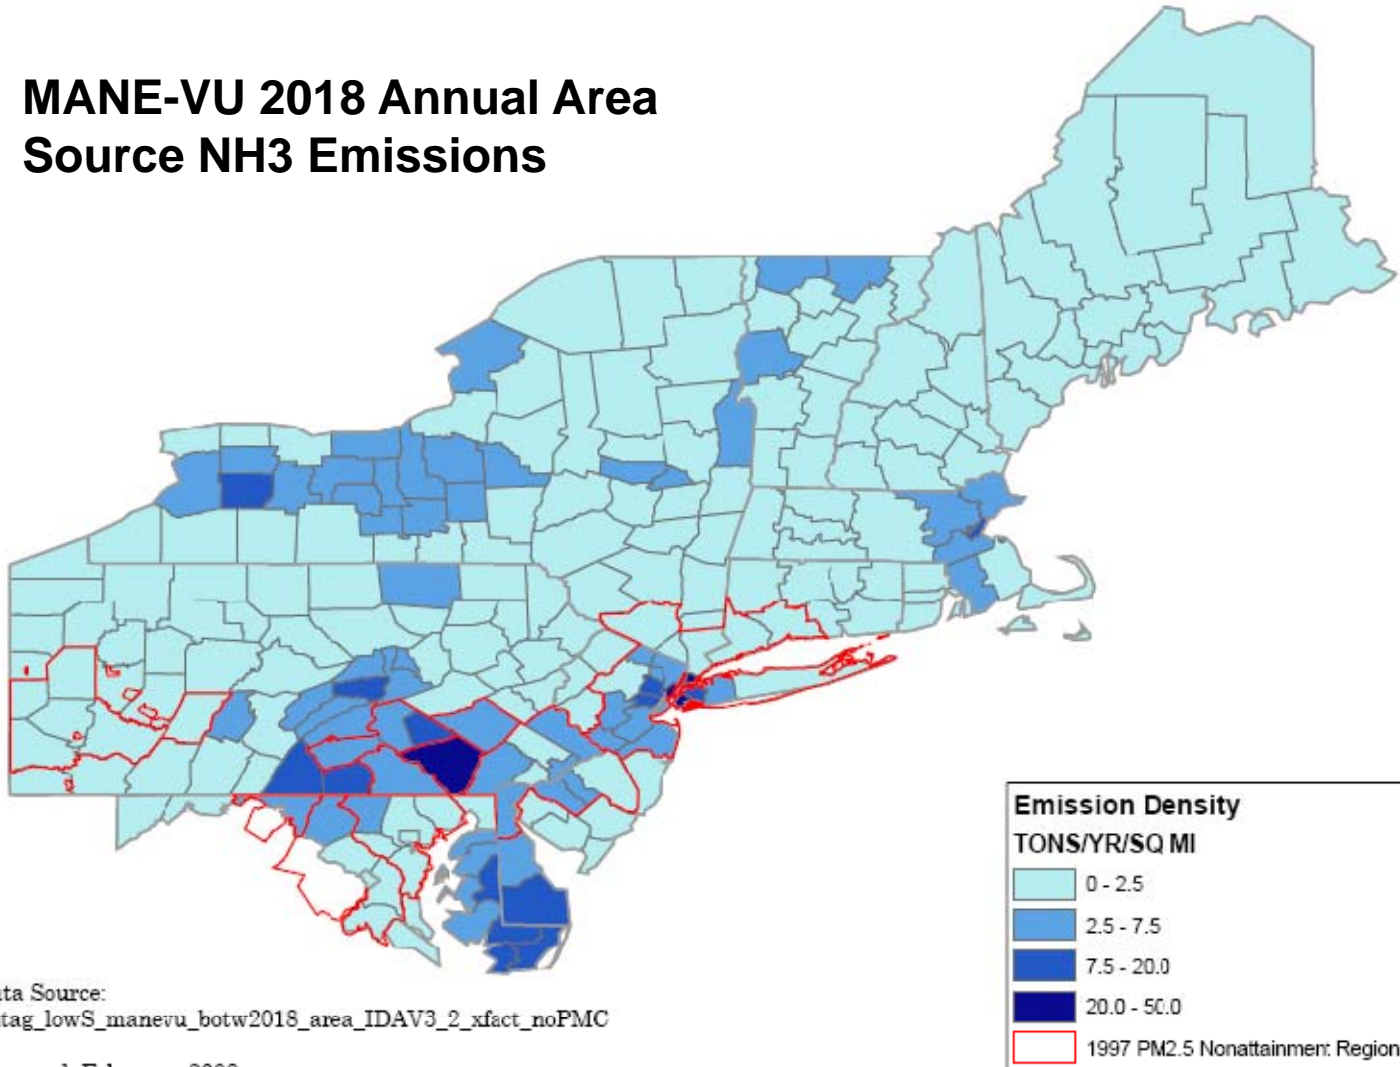 MANE-VU 2018 Annual Area
Source NH3 Emissions
Emission Density
TONS/YR/SQ MI
0 - 2.5
2.5 - 7.5
7.5 - 20.0
20.0 - 50.0
1997 PM2.5 Nonattainment Region
ta Source:
tag_lowS_manevu_botw2018_area_IDAV3_2_xfact_noPMC